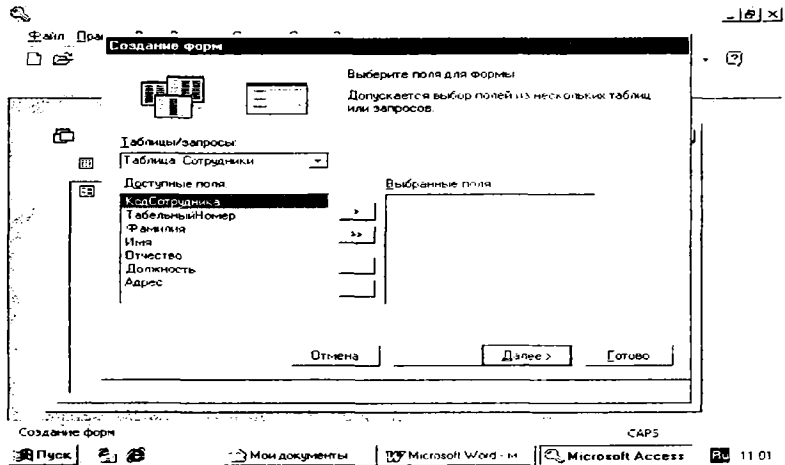 Файл Прав
Создание форм
Выберите поля для формы
Допускается выбор полей из нескольких таблиц
или запросов.
Таблицы/запросы:
Таблица Сотрудники
Доступные поля
Выбранные поля
КодСотрудника
ТабельныйНомер
Фамилия
Имя
Отчество
Должность
Адрес
>
>>
Отмена
Далее >
Готово
Создание форм
CAPS
Пуск
Мои документы
Microsoft Word - м
Microsoft Access
Ru
11 01